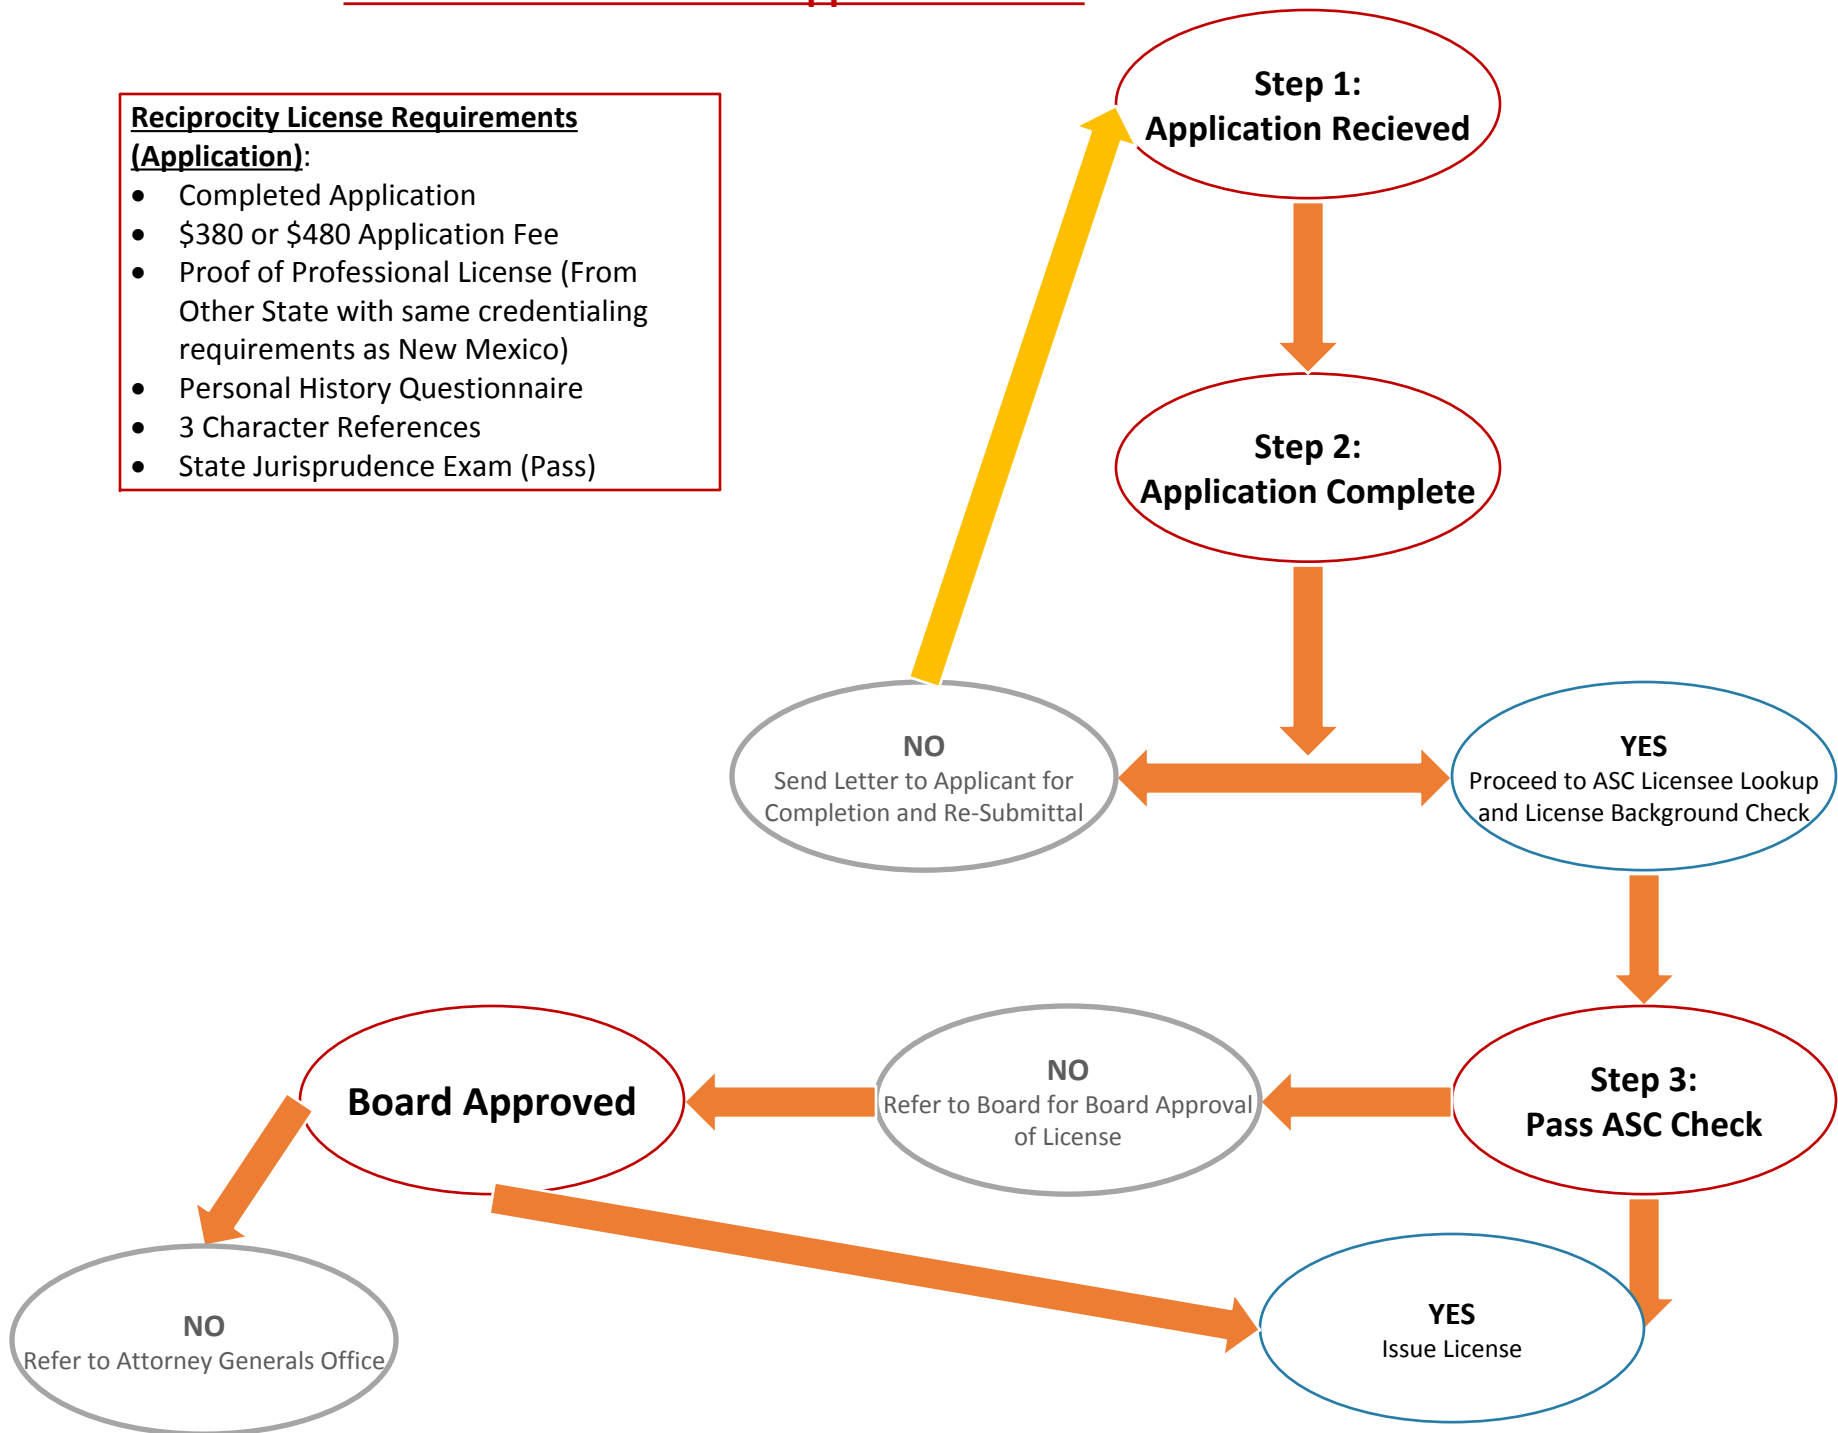 Reciprocity License Requirements
(Application):
• Completed Application
• $380 or $480 Application Fee
• Proof of Professional License (From
Other State with same credentialing
requirements as New Mexico)
• Personal History Questionnaire
• 3 Character References
• State Jurisprudence Exam (Pass)
Step 1:
Application Recieved
Step 2:
Application Complete
NO
Send Letter to Applicant for
Completion and Re-Submittal
YES
Proceed to ASC Licensee Lookup
and License Background Check
Step 3:
Pass ASC Check
NO
Refer to Board for Board Approval
of License
Board Approved
NO
Refer to Attorney Generals Office
YES
Issue License